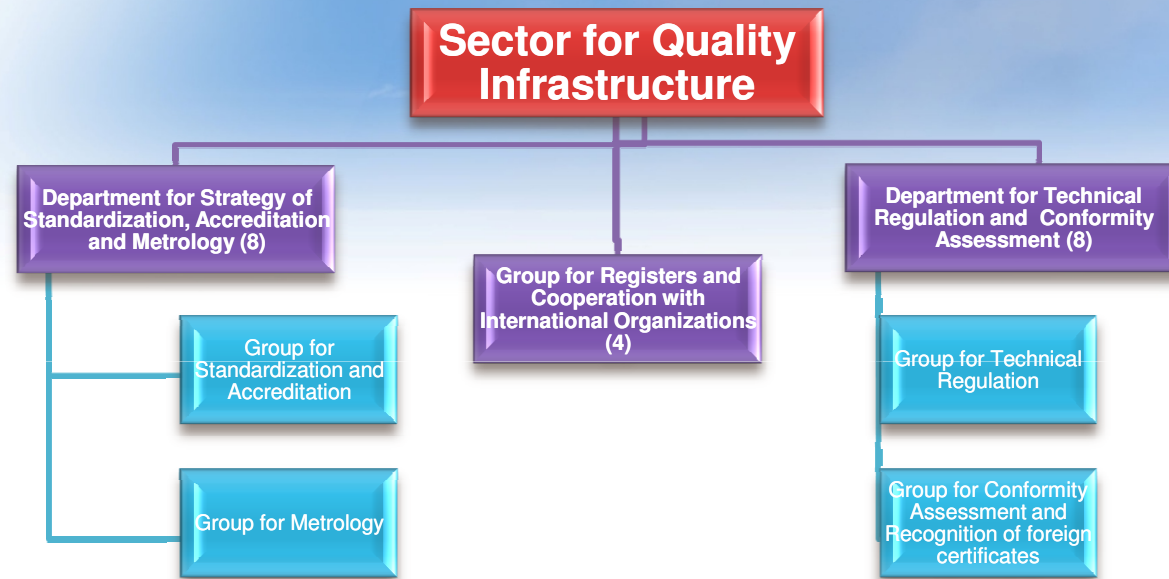 Sector for Quality
Infrastructure
Department for Strategy of
Standardization, Accreditation
and Metrology (8)
Group for Registers and
Cooperation with
International Organizations
(4)
Department for Technical
Regulation and Conformity
Assessment (8)
Group for
Standardization and
Accreditation
Group for Metrology
Group for Technical
Regulation
Group for Conformity
Assessment and
Recognition of foreign
certificates